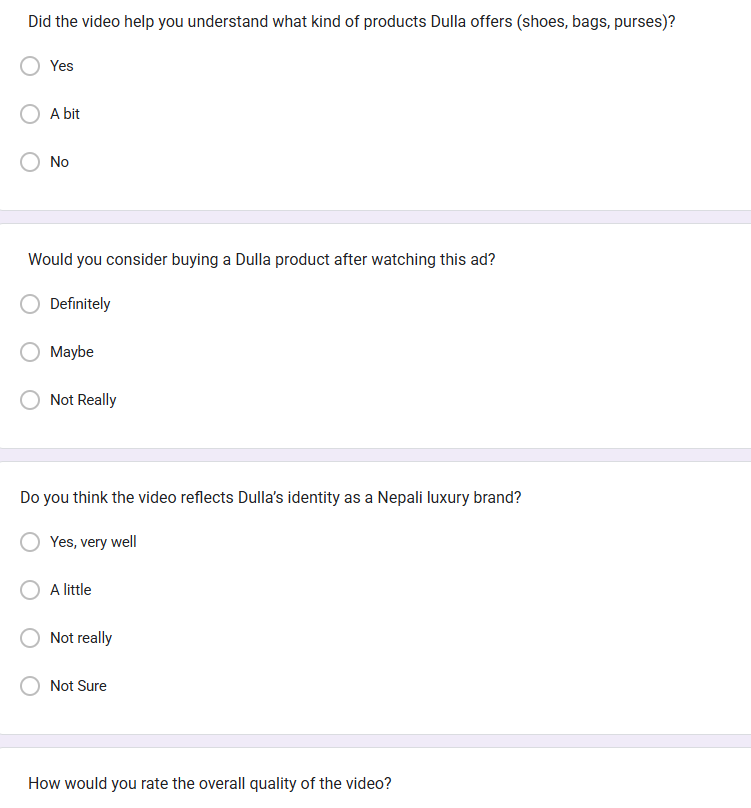 Did the video help you understand what kind of products Dulla offers (shoes, bags, purses)?
Yes
A bit
No
Would you consider buying a Dulla product after watching this ad?
Definitely
Maybe
Not Really
Do you think the video reflects Dulla's identity as a Nepali luxury brand?
Yes, very well
A little
Not really
Not Sure
How would you rate the overall quality of the video?